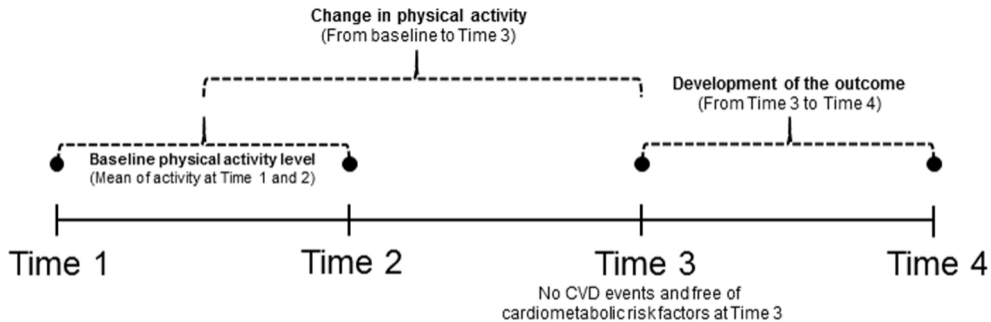 Change in physical activity
(From baseline to Time 3)
Development of the outcome
(From Time 3 to Time 4)
Baseline physical activity level
(Mean of activity at Time 1 and 2)
Time 1
Time 2
Time 3
Time 4
No CVD events and free of
cardiometabolic risk factors at Time 3